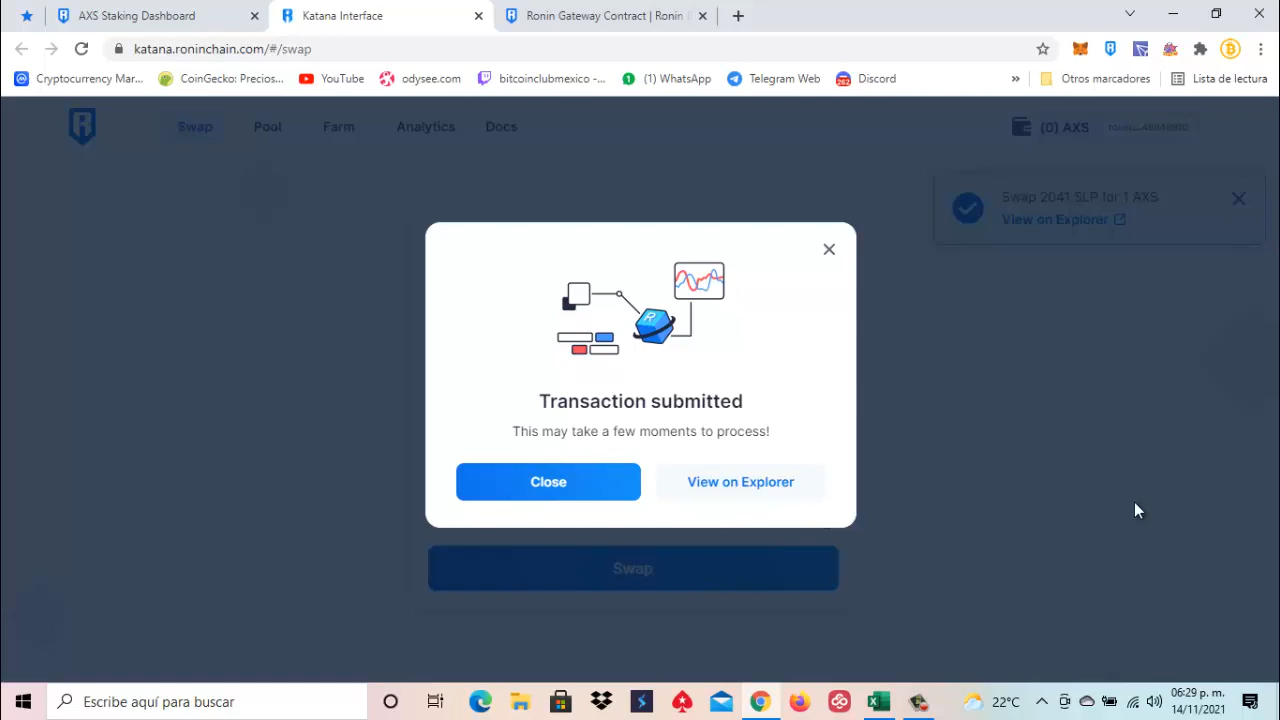 AXS Staking Dashboard
Katana Interface
Ronin Gateway Contract | Ronin
katana.roninchain.com/#/swap
Cryptocurrency Mar...
CoinGecko: Precios...
YouTube
odysee.com
bitcoinclubmexico -...
(1) WhatsApp
Telegram Web
262
Discord
»
Otros marcadores
Lista de lectura
Swap
Pool
Farm
Analytics
Docs
(0) AXS
Swap 2041 SLP for 1 AXS
View on Explorer
Transaction submitted
This may take a few moments to process!
Close
View on Explorer
Swap
Escribe aquí para buscar
22°C
06:29 p. m.
14/11/2021